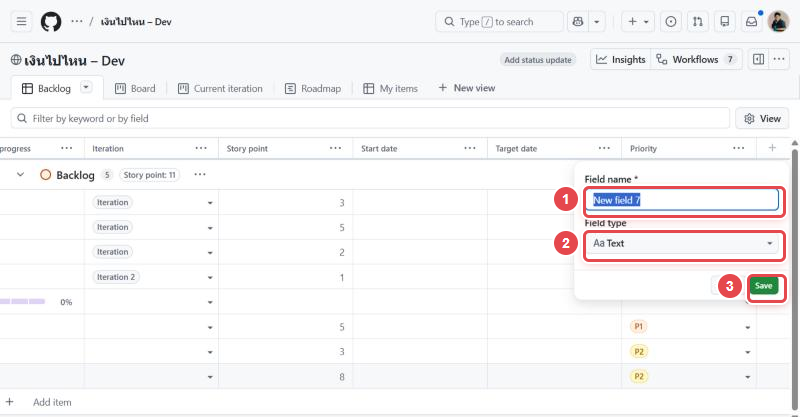 ··· / เงินไปไหน – Dev
Type / to search
เงินไปไหน – Dev
Add status update
Insights
Workflows 7
Backlog
Board
Current iteration
Roadmap
My items
+ New view
Filter by keyword or by field
View
progress ··· Iteration ··· Story point ··· Start date ··· Target date ··· Priority ··· +
Backlog 5 Story point: 11 ···
Field name *
1 New field 7
Field type
2 Aa Text
3 Save
Iteration 3
Iteration 5
Iteration 2
Iteration 2 1
0%
5 P1
3 P2
8 P2
+ Add item